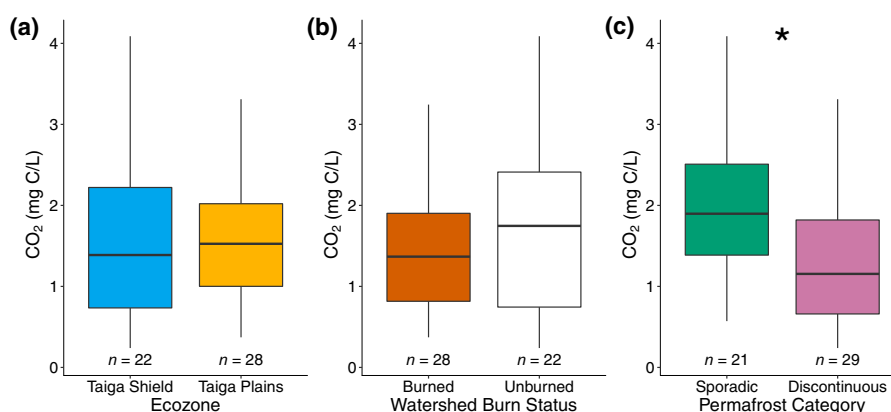 (a)
CO2 (mg C/L)
4
3
2
1
0
n = 22
n = 28
Taiga Shield
Taiga Plains
Ecozone
(b)
CO2 (mg C/L)
4
3
2
1
0
n = 28
n = 22
Burned
Unburned
Watershed Burn Status
(c)
*
CO2 (mg C/L)
4
3
2
1
0
n = 21
n = 29
Sporadic
Discontinuous
Permafrost Category